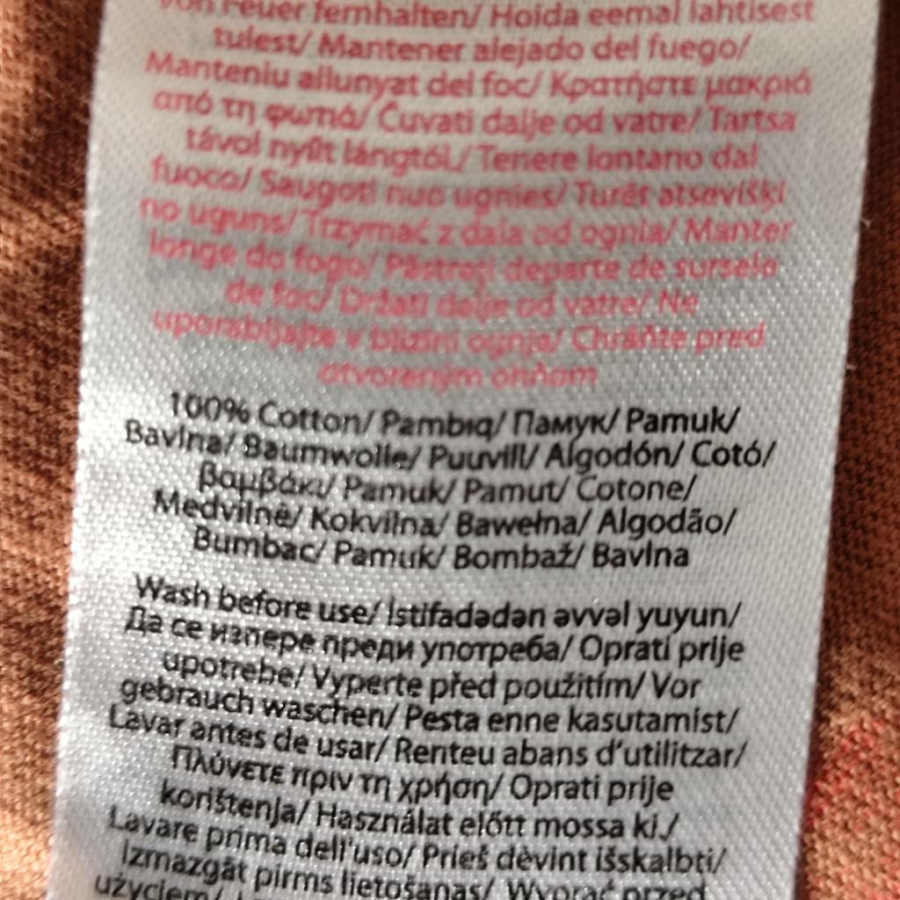 von Feuer fernhalten/ Hoida eemal lahtisest
tulest/ Mantener alejado del fuego/
Manteniu allunyat del foc/ Κρατήστε μακριά
από τη φωτιά/ Čuvati dalje od vatre/ Tartsa
távol nyílt lángtól./ Tenere lontano dal
fuoco/ Saugoti nuo ugnies/ Turēt atsevišķi
no uguns/ Trzymać z dala od ognia/ Manter
longe do fogo/ Păstrați departe de sursele
de foc/ Držati dalje od vatre/ Ne
uporabljajte v bližini ognja/ Chráňte pred
otvoreným ohňom
100% Cotton/ Pambıq/ Памук/ Pamuk/
Bavlna/ Baumwolle/ Puuvill/ Algodón/ Cotó/
βαμβάκι/ Pamuk/ Pamut/ Cotone/
Medvilnė/ Kokvilna/ Bawełna/ Algodão/
Bumbac/ Pamuk/ Bombaž/ Bavlna
Wash before use/ İstifadədən əvvəl yuyun/
Да се изпере преди употреба/ Oprati prije
upotrebe/ Vyperte před použitím/ Vor
gebrauch waschen/ Pesta enne kasutamist/
Lavar antes de usar/ Renteu abans d'utilitzar/
Πλύνετε πριν τη χρήση/ Oprati prije
korištenja/ Használat előtt mossa ki./
Lavare prima dell'uso/ Prieš dėvint išskalbti/
Izmazgāt pirms lietošanas/ Wyprać przed
użyciem/